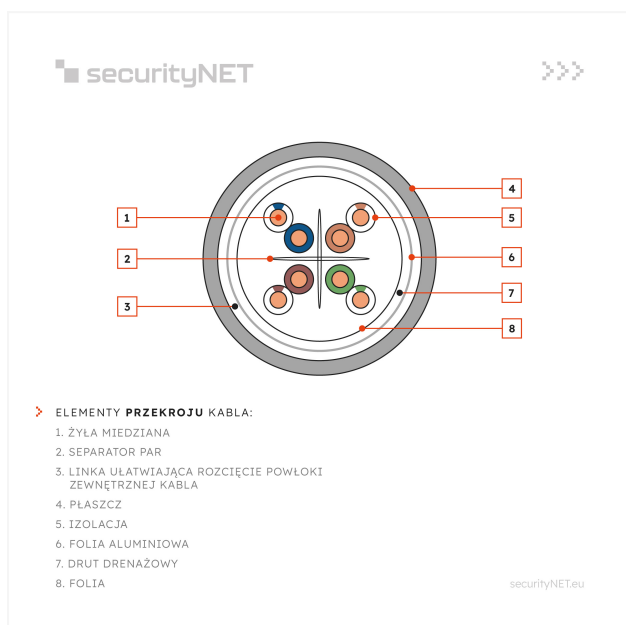 securityNET
1
2
3
4
5
6
7
8
ELEMENTY PRZEKROJU KABLA:
1. ŻYŁA MIEDZIANA
2. SEPARATOR PAR
3. LINKA UŁATWIAJĄCA ROZCIĘCIE POWŁOKI
ZEWNĘTRZNEJ KABLA
4. PŁASZCZ
5. IZOLACJA
6. FOLIA ALUMINIOWA
7. DRUT DRENAŻOWY
8. FOLIA
securityNET.eu